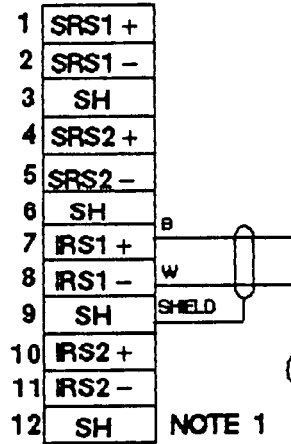 1 SRS1 +
2 SRS1 -
3 SH
4 SRS2 +
5 SRS2 -
6 SH
B
7 IRS1 +
W
8 IRS1 -
SHIELD
9 SH
10 IRS2 +
11 IRS2 -
12 SH NOTE 1